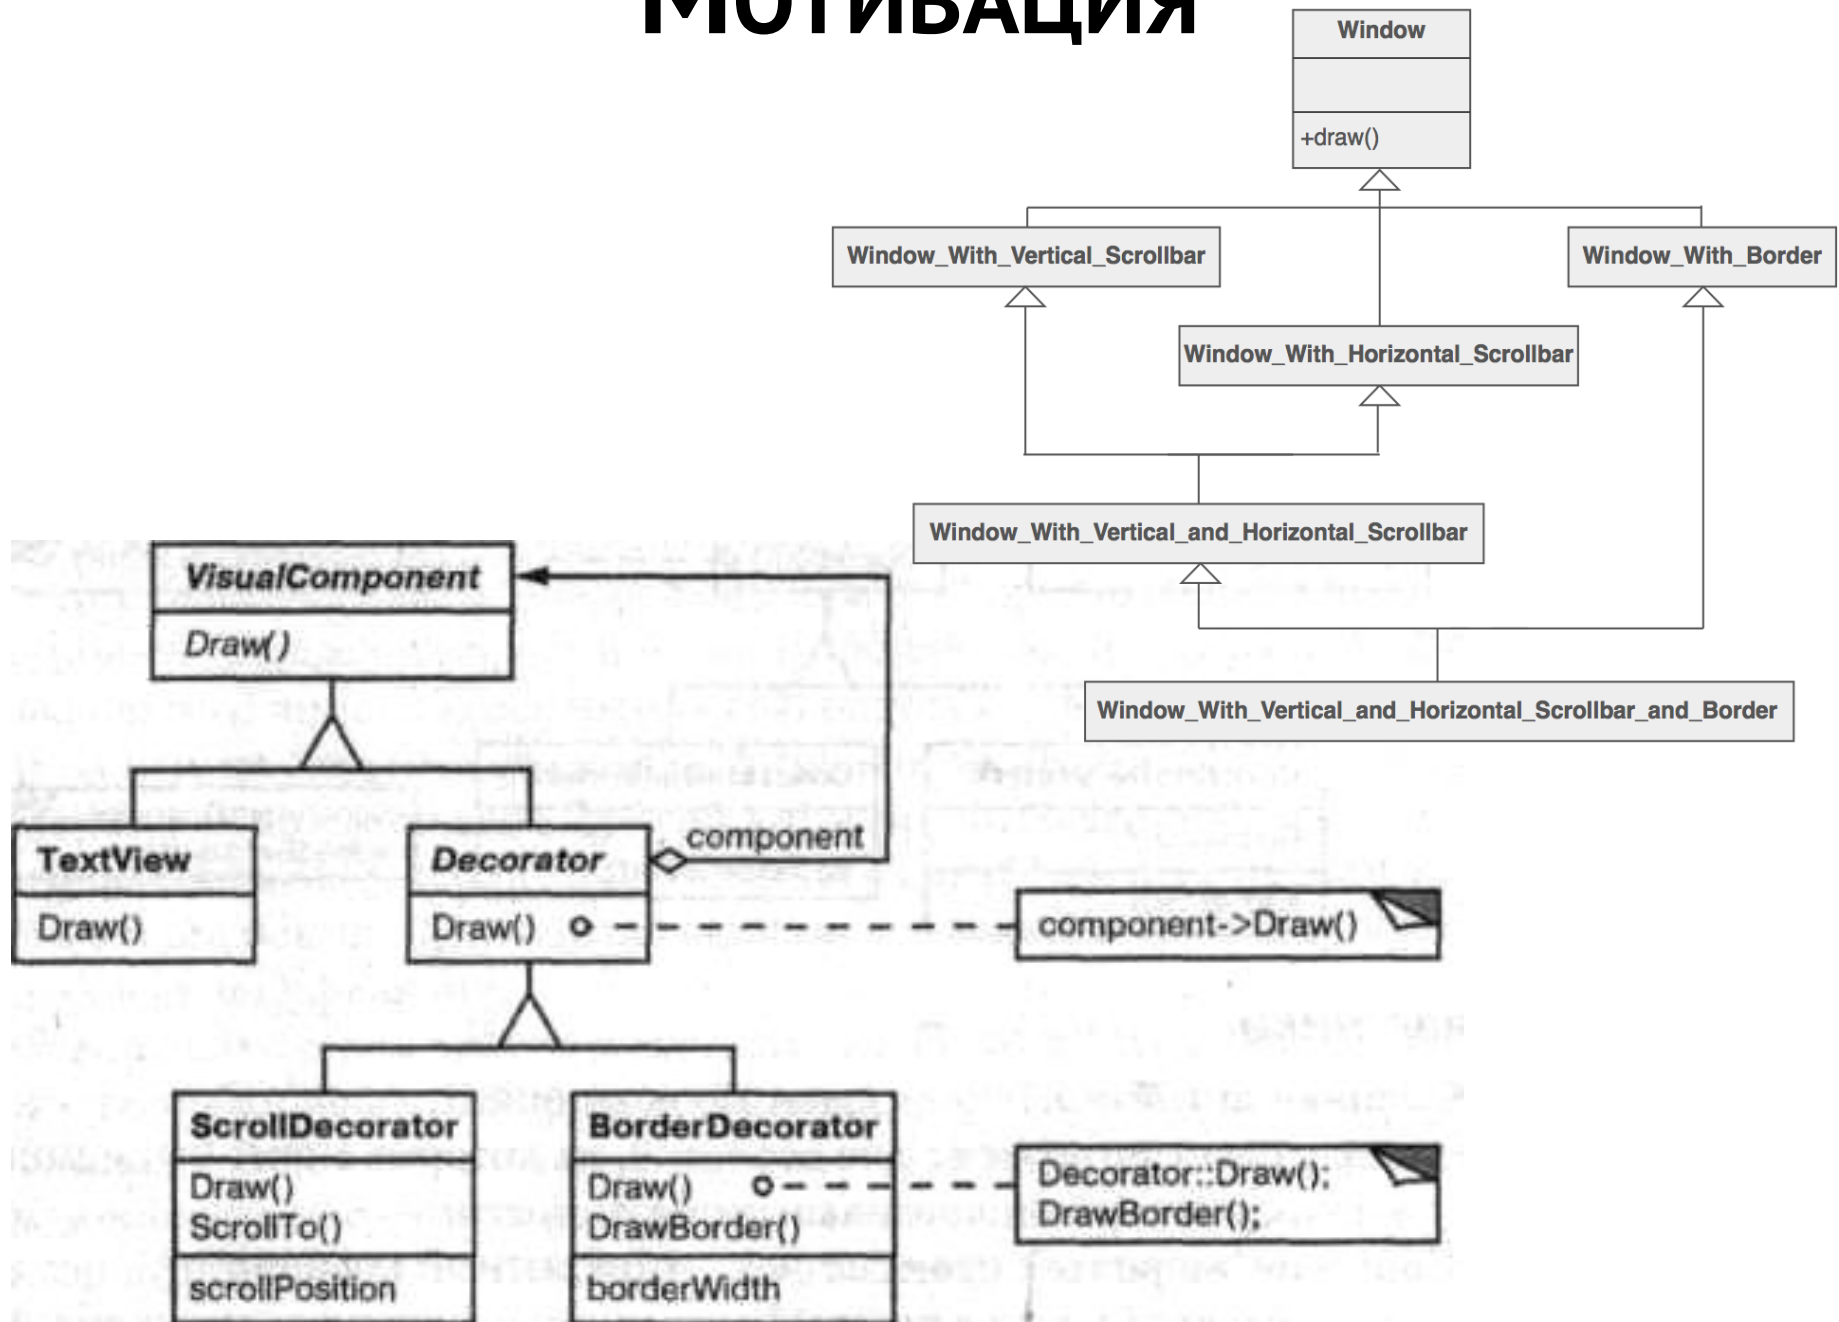 Мотивация
Window
+draw()
Window_With_Vertical_Scrollbar
Window_With_Border
Window_With_Horizontal_Scrollbar
Window_With_Vertical_and_Horizontal_Scrollbar
Window_With_Vertical_and_Horizontal_Scrollbar_and_Border
VisualComponent
Draw()
component
TextView
Draw()
Decorator
Draw()
component->Draw()
ScrollDecorator
Draw()
ScrollTo()
scrollPosition
BorderDecorator
Draw()
DrawBorder()
borderWidth
Decorator::Draw();
DrawBorder();